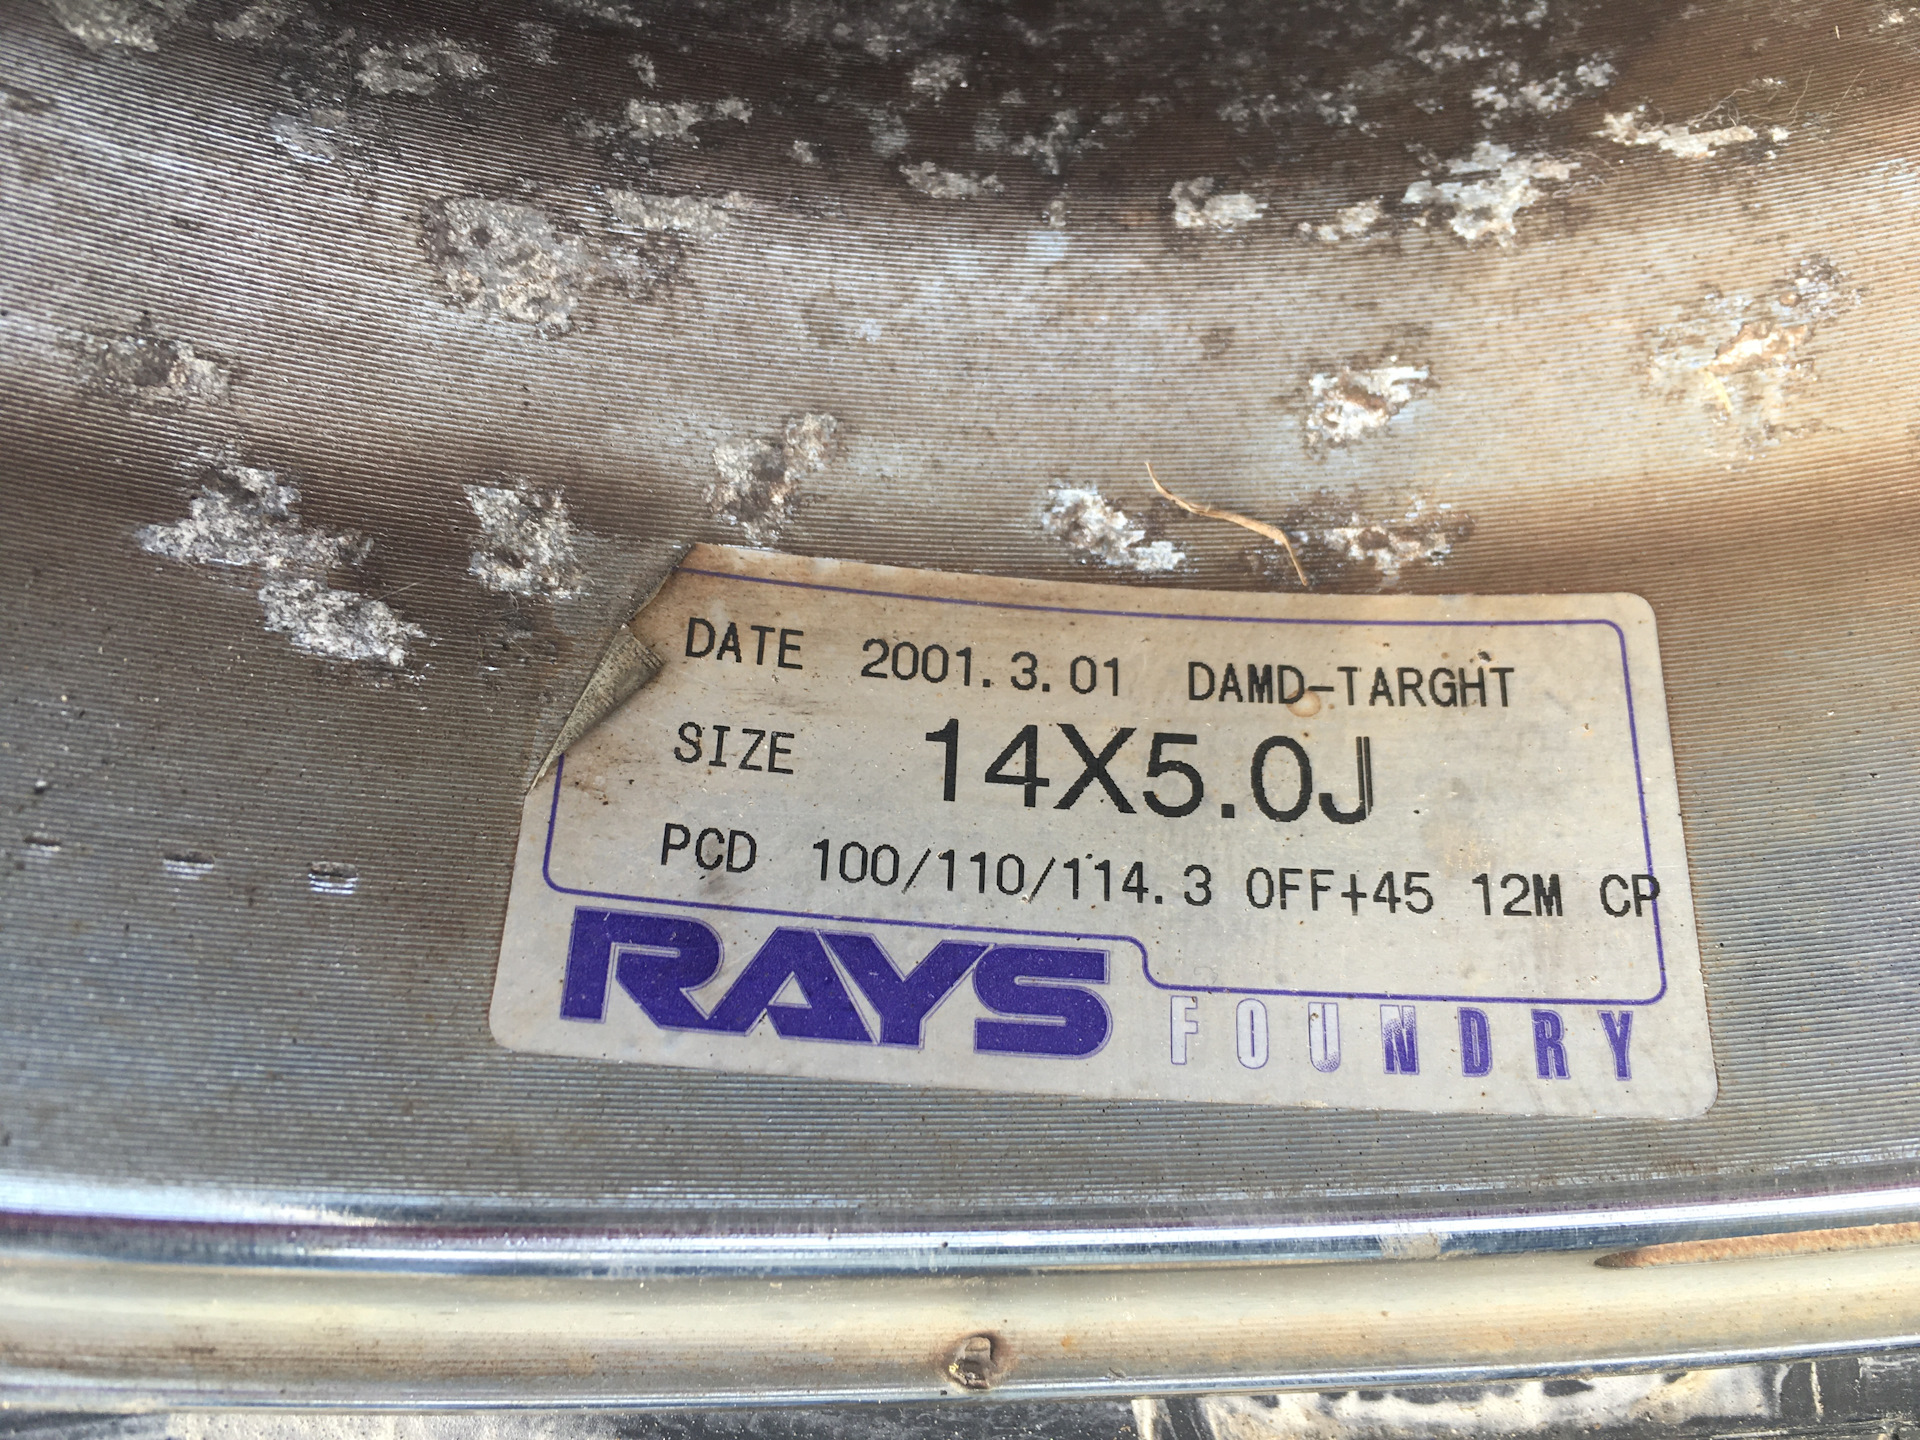 DATE 2001.3.01 DAMD-TARGHT
SIZE 14X5.0J
PCD 100/110/114.3 OFF+45 12M CP
RAYS FOUNDRY